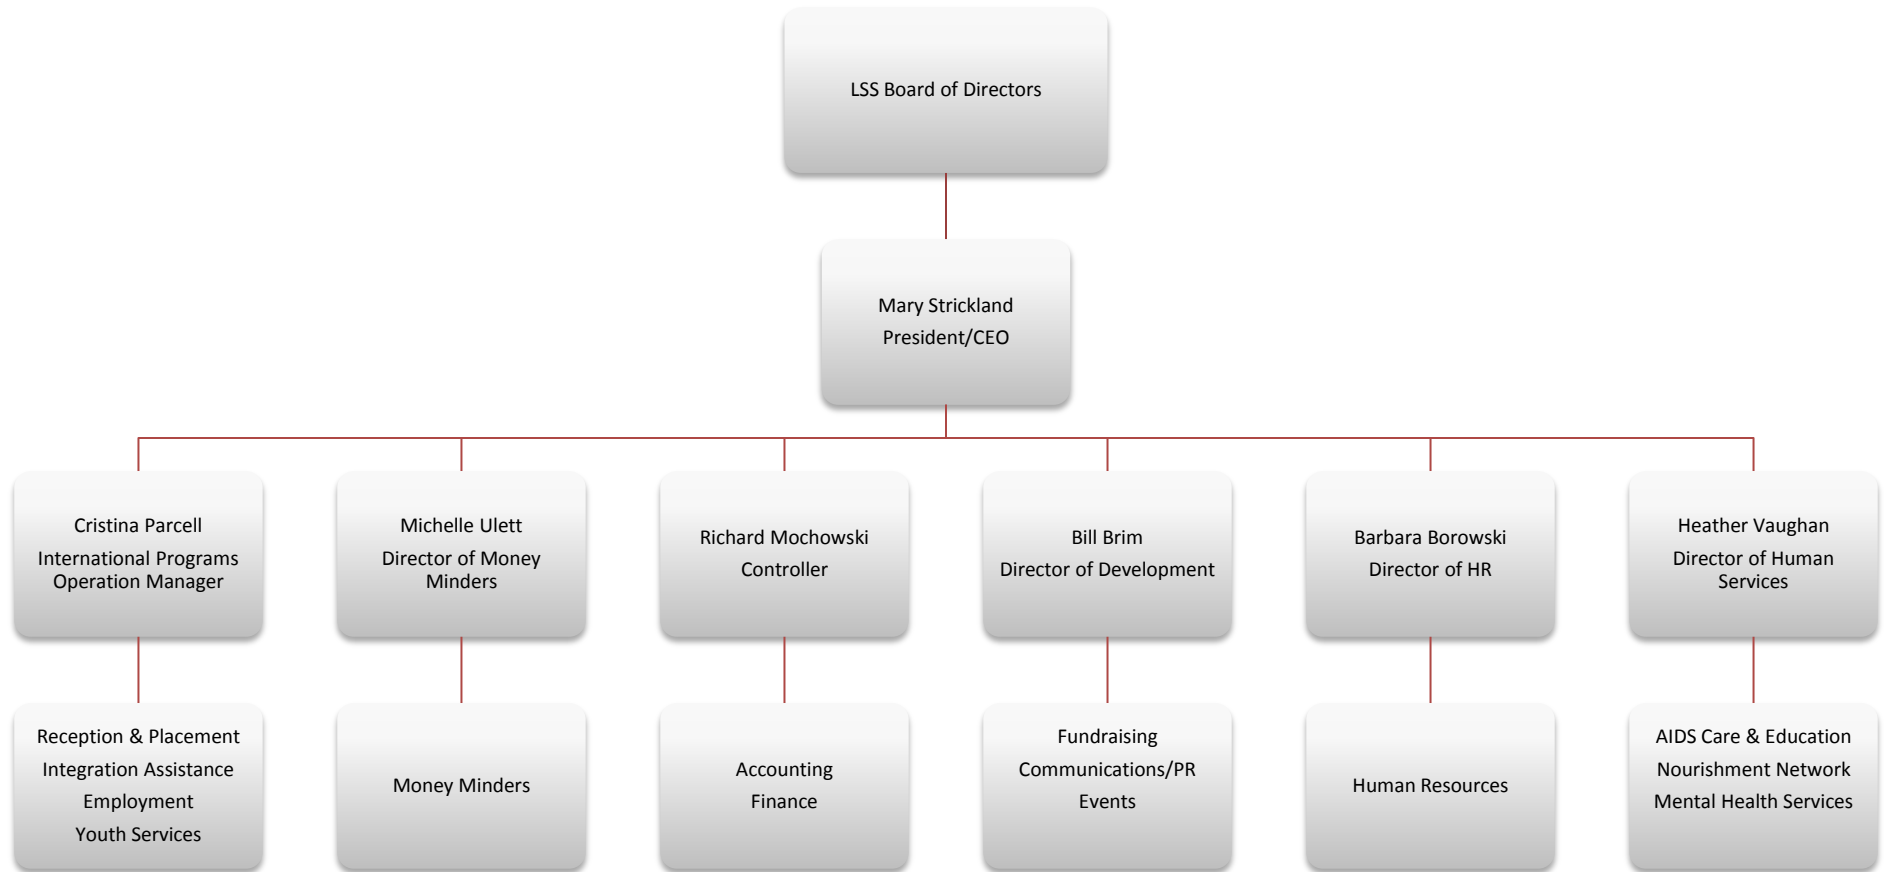 LSS Board of Directors
Mary Strickland
President/CEO
Cristina Parcell
International Programs
Operation Manager
Michelle Ulett
Director of Money
Minders
Richard Mochowski
Controller
Bill Brim
Director of Development
Barbara Borowski
Director of HR
Heather Vaughan
Director of Human
Services
Reception & Placement
Integration Assistance
Employment
Youth Services
Money Minders
Accounting
Finance
Fundraising
Communications/PR
Events
Human Resources
AIDS Care & Education
Nourishment Network
Mental Health Services